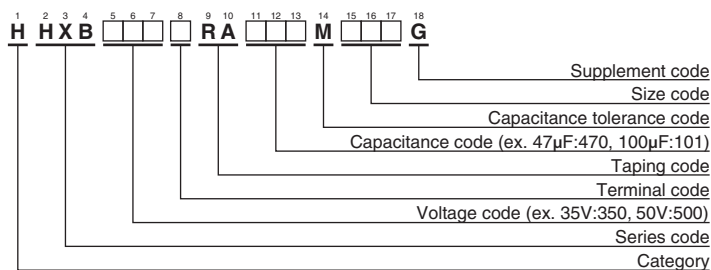 1 2 3 4 5 6 7 8 9 10 11 12 13 14 15 16 17 18
H HXB RA M G
Supplement code
Size code
Capacitance tolerance code
Capacitance code (ex. 47µF:470, 100µF:101)
Taping code
Terminal code
Voltage code (ex. 35V:350, 50V:500)
Series code
Category